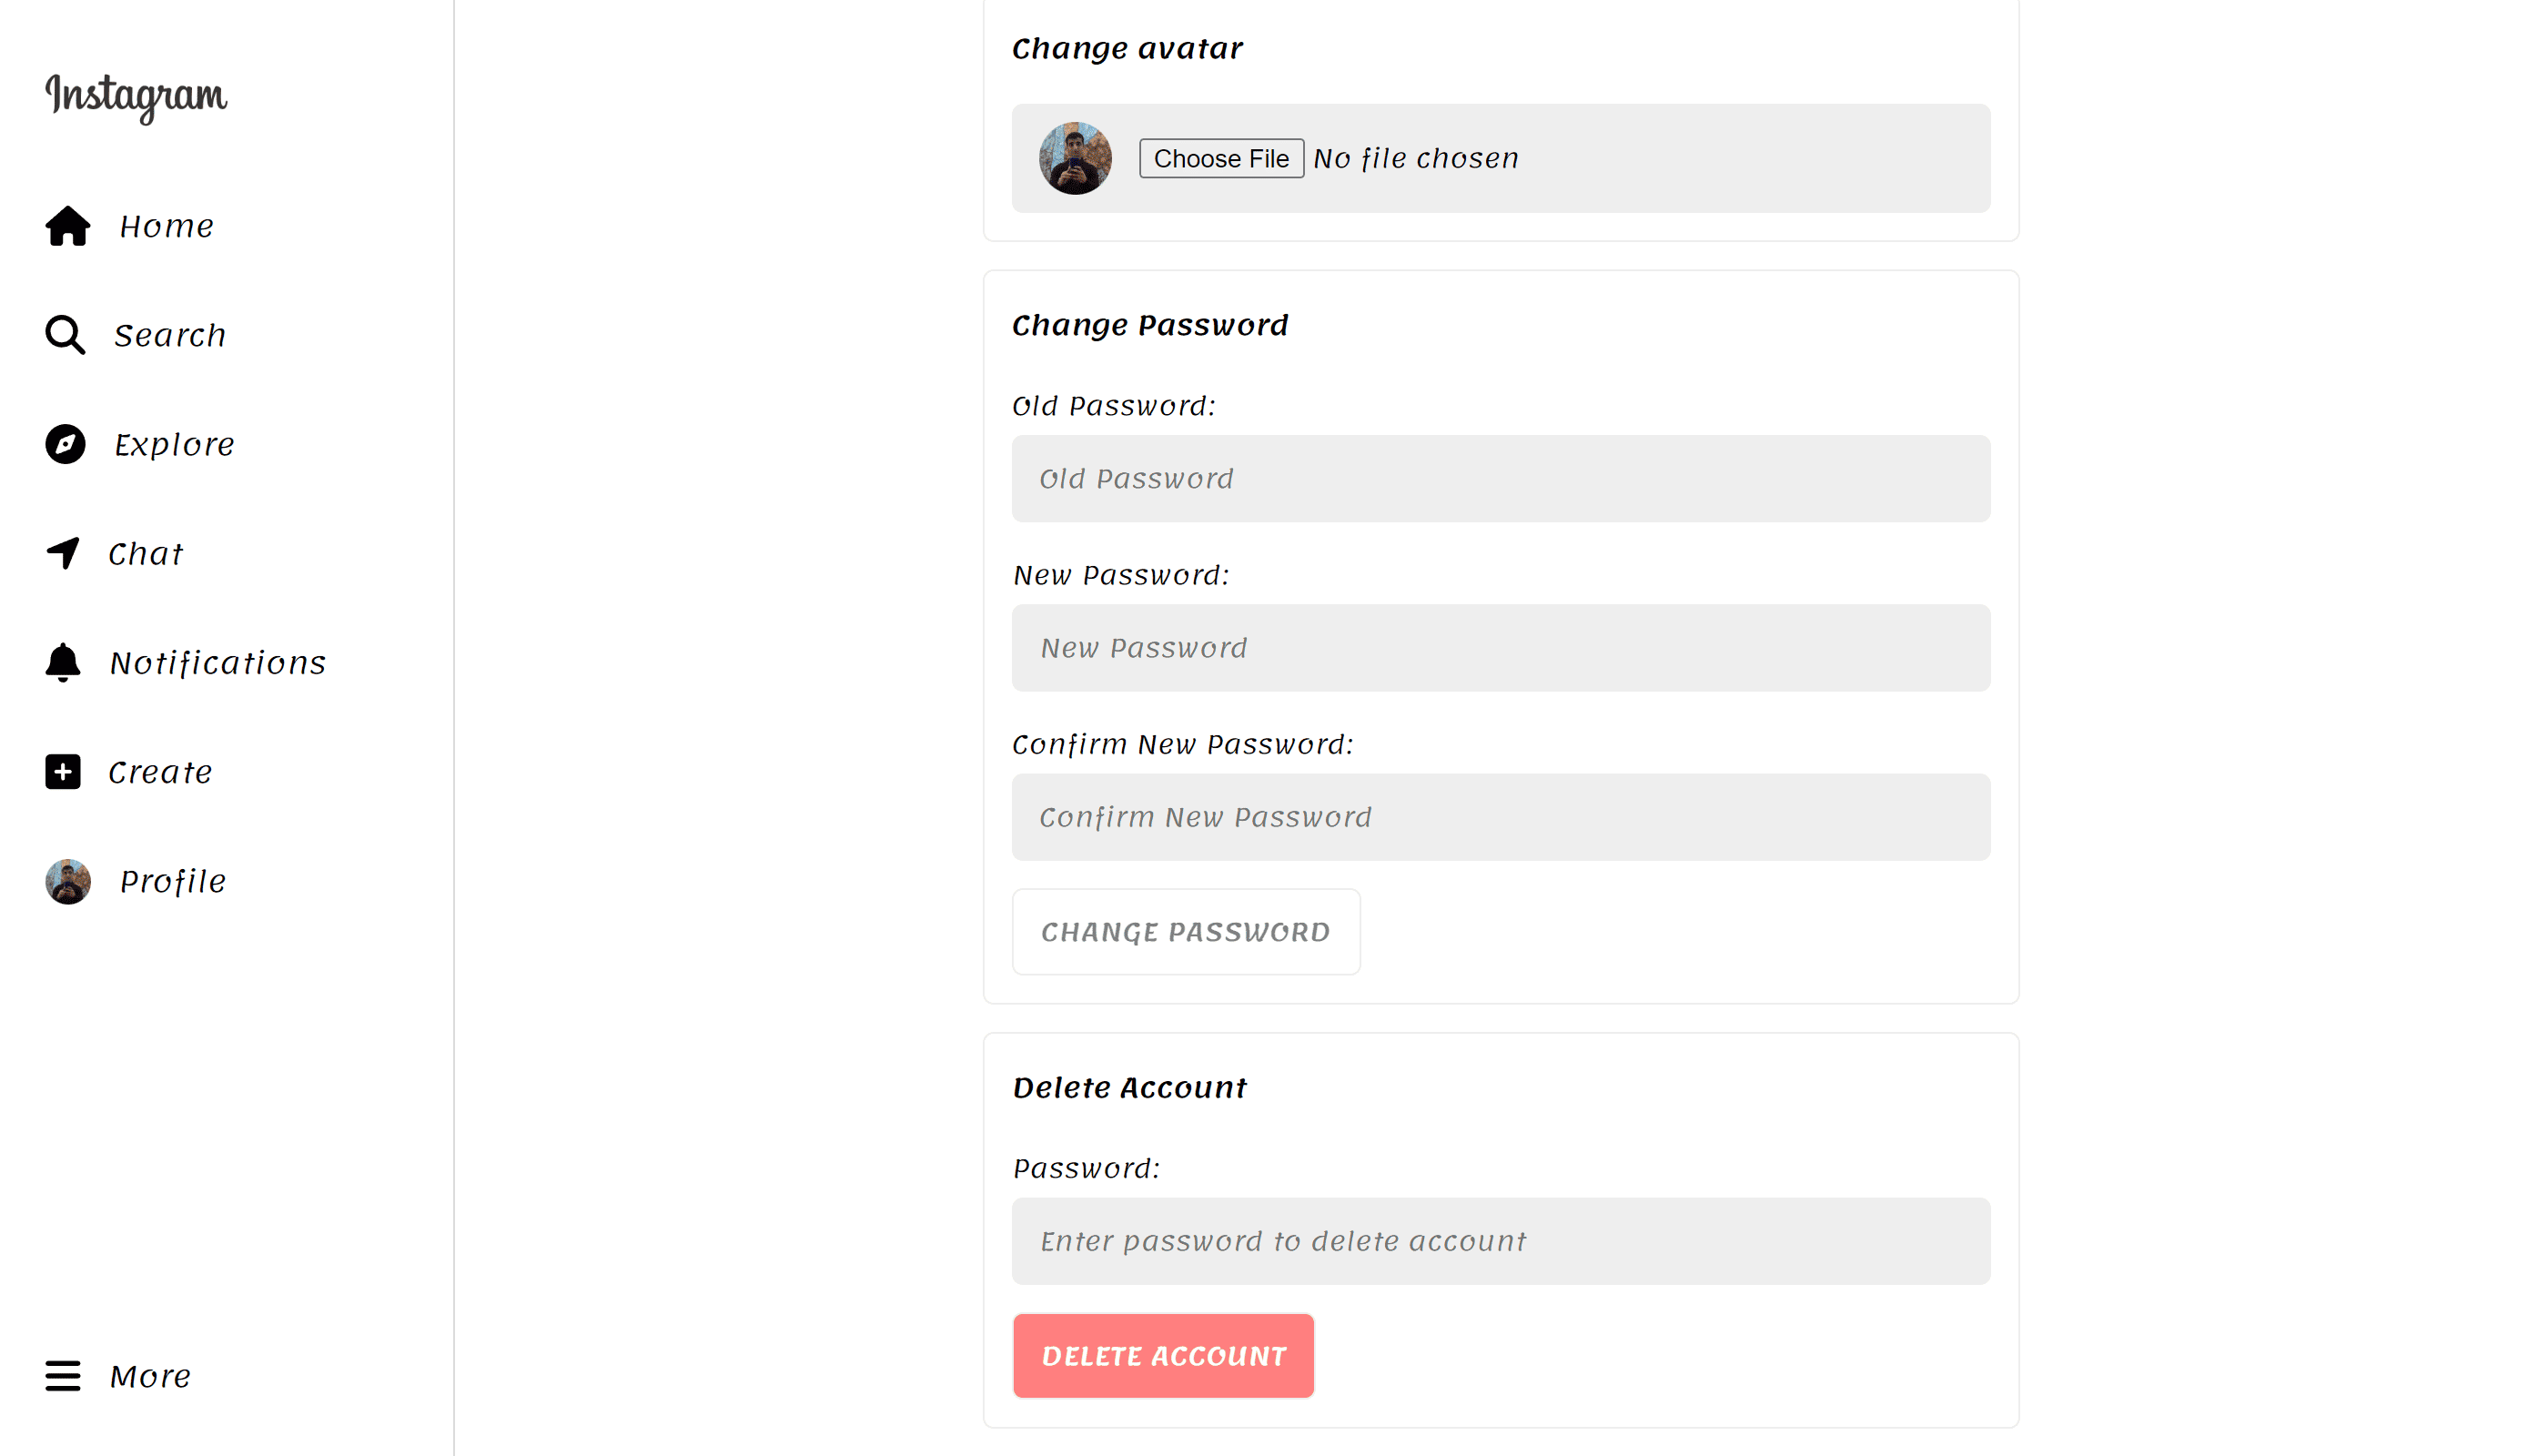 Instagram
Home
Search
Explore
Chat
Notifications
Create
Profile
More
Change avatar
Choose File No file chosen
Change Password
Old Password:
Old Password
New Password:
New Password
Confirm New Password:
Confirm New Password
CHANGE PASSWORD
Delete Account
Password:
Enter password to delete account
DELETE ACCOUNT